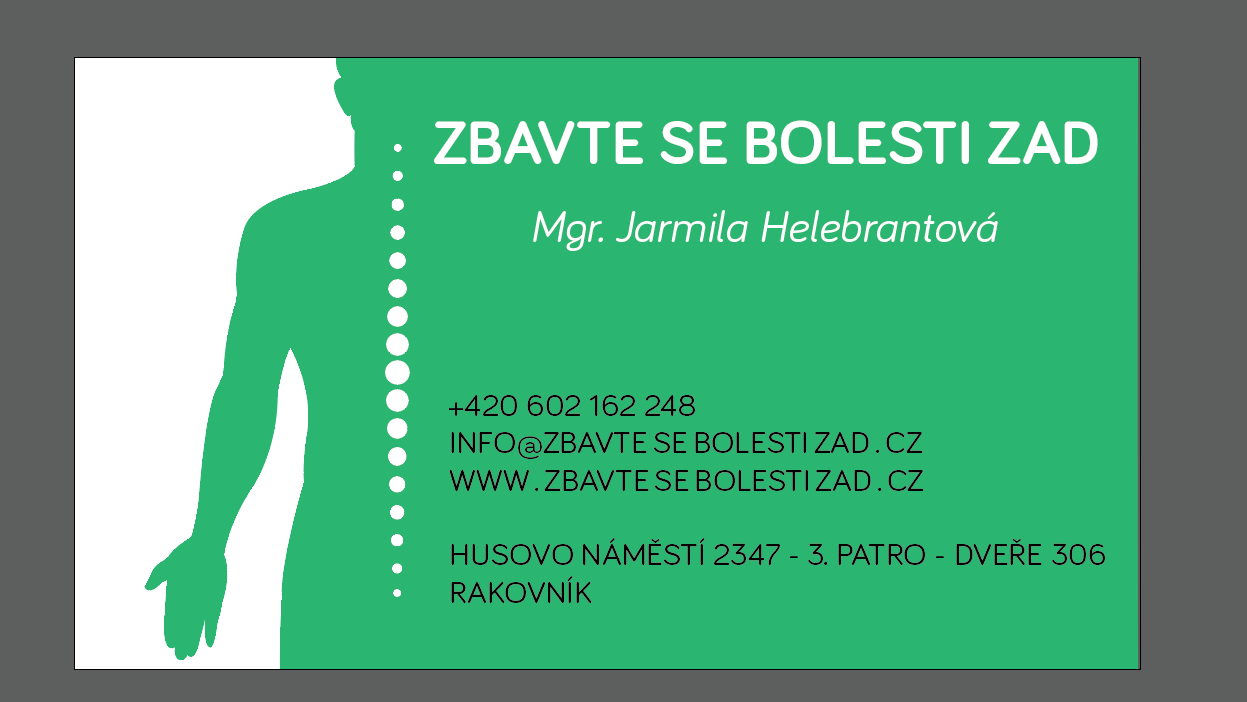 ZBAVTE SE BOLESTI ZAD
Mgr. Jarmila Helebrantová
+420 602 162 248
INFO@ZBAVTE SE BOLESTI ZAD . CZ
WWW . ZBAVTE SE BOLESTI ZAD . CZ
HUSOVO NÁMĚSTÍ 2347 - 3. PATRO - DVEŘE 306
RAKOVNÍK